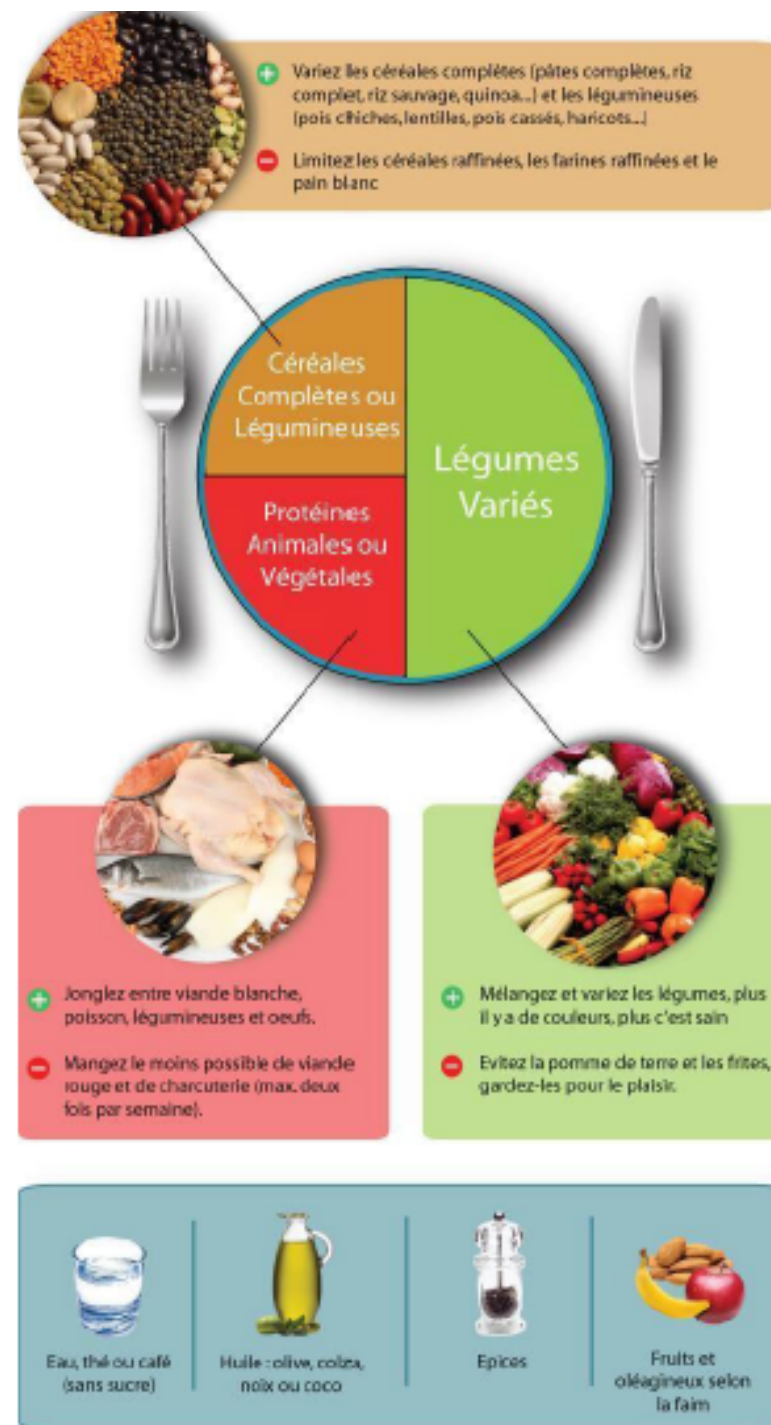 Variez les céréales complètes (pâtes complètes, riz
complet, riz sauvage, quinoa...) et les légumineuses
(pois chiches, lentilles, pois cassés, haricots...)
Limitez les céréales raffinées, les farines raffinées et le
pain blanc
Céréales
Complètes ou
Légumineuses
Légumes
Variés
Protéines
Animales ou
Végétales
Jonglez entre viande blanche,
poisson, légumineuses et oeufs.
Mangez le moins possible de viande
rouge et de charcuterie (max. deux
fois par semaine).
Mélangez et variez les légumes, plus
il y a de couleurs, plus c'est sain
Evitez la pomme de terre et les frites,
gardez-les pour le plaisir.
Eau, thé ou café
(sans sucre)
Huile : olive, colza,
noix ou coco
Epices
Fruits et
oléagineux selon
la faim